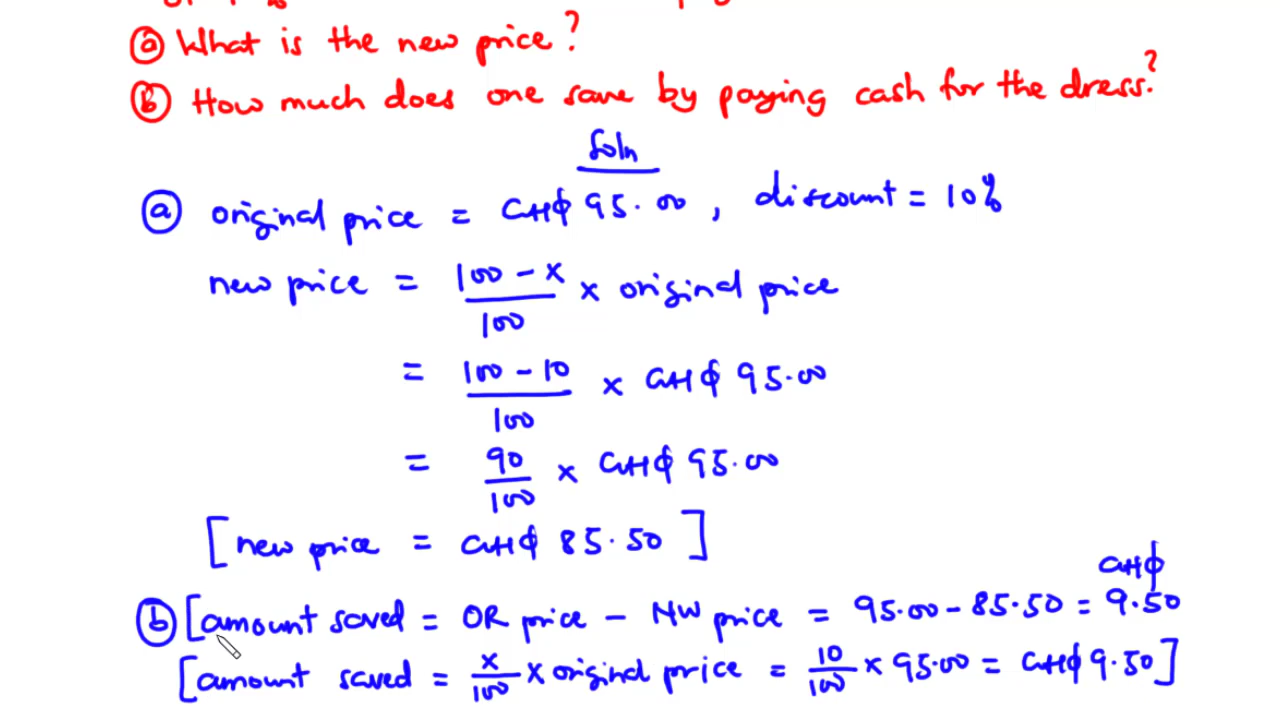 ⓐ What is the new price?
ⓑ How much does one save by paying cash for the dress?
Soln
ⓐ original price = GH₵ 95.00, discount = 10%
new price = 100 - x / 100 × original price
= 100 - 10 / 100 × GH₵ 95.00
= 90 / 100 × GH₵ 95.00
[new price = GH₵ 85.50]
GH₵
ⓑ [amount saved = OR price - NW price = 95.00 - 85.50 = 9.50
[amount saved = x/100 × original price = 10/100 × 95.00 = GH₵ 9.50]